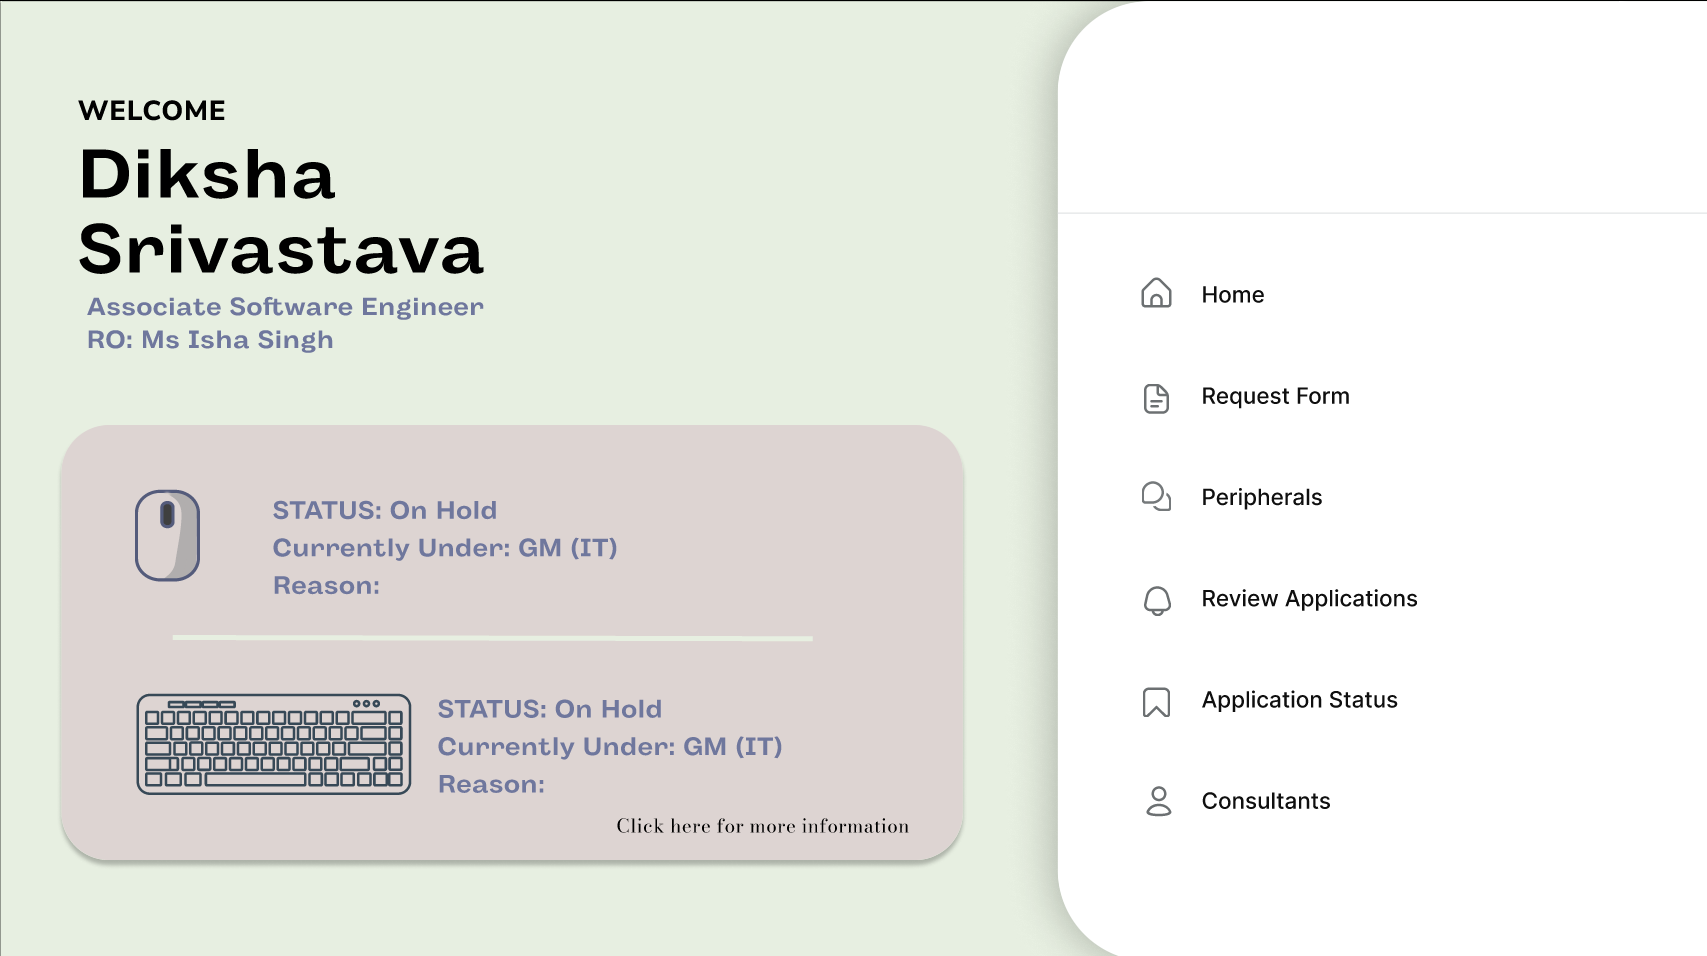 WELCOME
Diksha
Srivastava
Associate Software Engineer
RO: Ms Isha Singh
STATUS: On Hold
Currently Under: GM (IT)
Reason:
STATUS: On Hold
Currently Under: GM (IT)
Reason:
Click here for more information
Home
Request Form
Peripherals
Review Applications
Application Status
Consultants